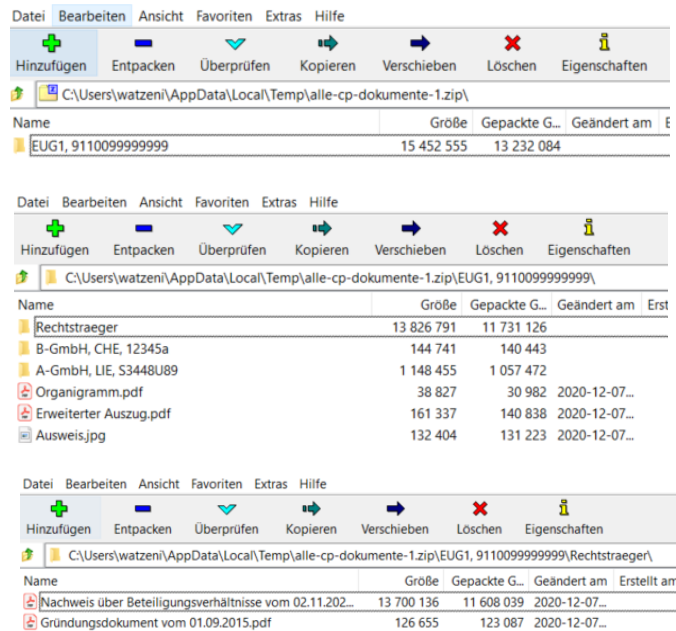 Datei Bearbeiten Ansicht Favoriten Extras Hilfe
Hinzufügen Entpacken Überprüfen Kopieren Verschieben Löschen Eigenschaften
C:\Users\watzeni\AppData\Local\Temp\alle-cp-dokumente-1.zip\
Name Größe Gepackte G... Geändert am E
EUG1, 9110099999999 15 452 555 13 232 084
Datei Bearbeiten Ansicht Favoriten Extras Hilfe
Hinzufügen Entpacken Überprüfen Kopieren Verschieben Löschen Eigenschaften
C:\Users\watzeni\AppData\Local\Temp\alle-cp-dokumente-1.zip\EUG1, 9110099999999\
Name Größe Gepackte G... Geändert am Erst
Rechtstraeger 13 826 791 11 731 126
B-GmbH, CHE, 12345a 144 741 140 443
A-GmbH, LIE, S3448U89 1 148 455 1 057 472
Organigramm.pdf 38 827 30 982 2020-12-07...
Erweiterter Auszug.pdf 161 337 140 838 2020-12-07...
Ausweis.jpg 132 404 131 223 2020-12-07...
Datei Bearbeiten Ansicht Favoriten Extras Hilfe
Hinzufügen Entpacken Überprüfen Kopieren Verschieben Löschen Eigenschaften
C:\Users\watzeni\AppData\Local\Temp\alle-cp-dokumente-1.zip\EUG1, 9110099999999\Rechtstraeger\
Name Größe Gepackte G... Geändert am Erstellt am
Nachweis über Beteiligungsverhältnisse vom 02.11.202... 13 700 136 11 608 039 2020-12-07...
Gründungsdokument vom 01.09.2015.pdf 126 655 123 087 2020-12-07...